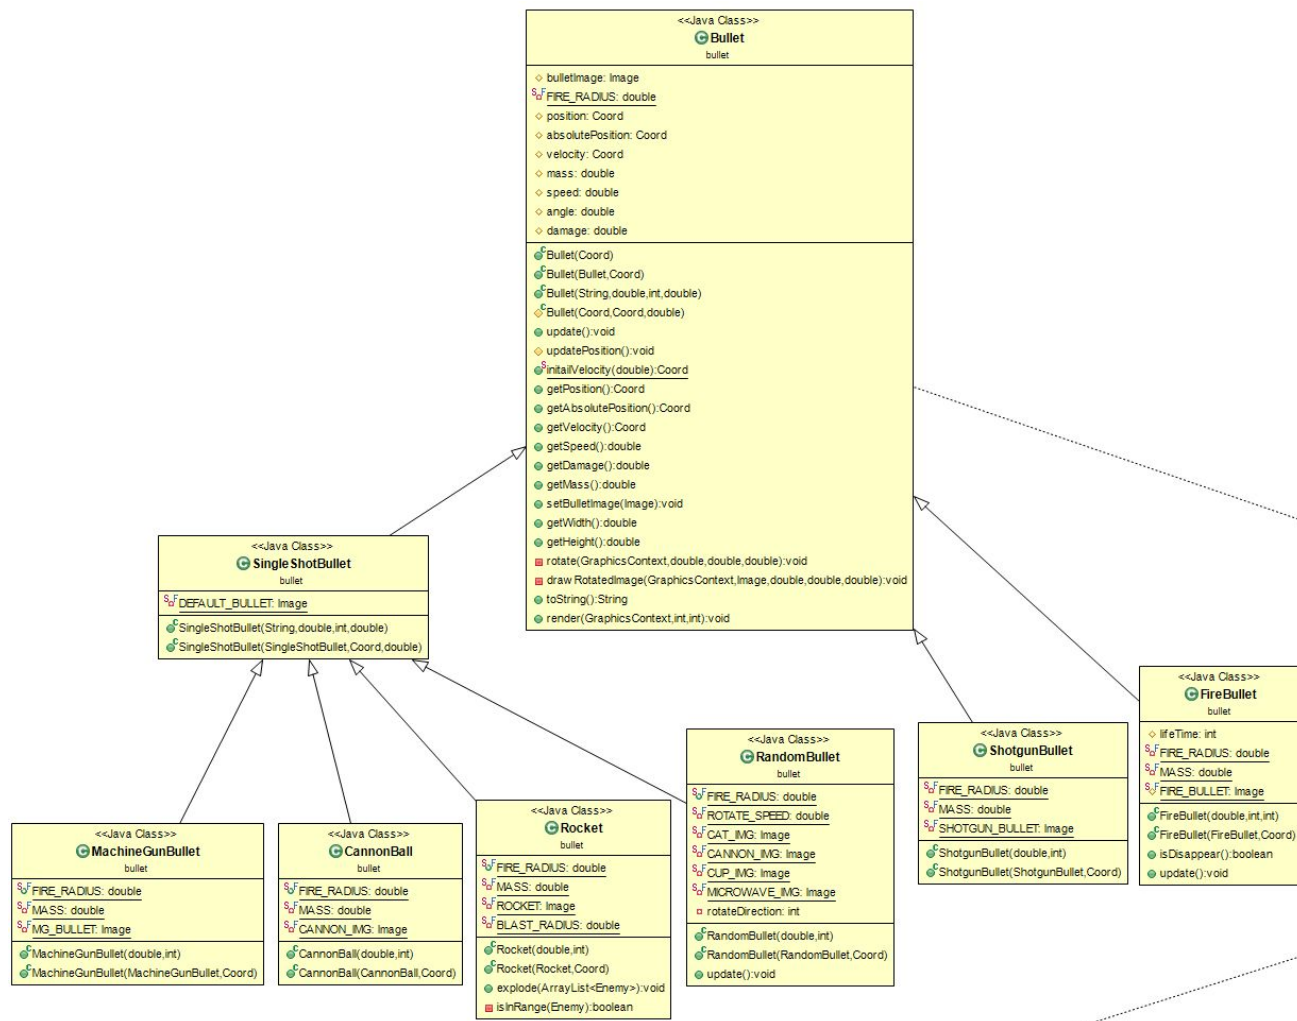 <<Java Class>>
Bullet
bullet
bulletImage: Image
FIRE_RADIUS: double
position: Coord
absolutePosition: Coord
velocity: Coord
mass: double
speed: double
angle: double
damage: double
Bullet(Coord)
Bullet(Bullet,Coord)
Bullet(String,double,int,double)
Bullet(Coord,Coord,double)
update():void
updatePosition():void
initailVelocity(double):Coord
getPosition():Coord
getAbsolutePosition():Coord
getVelocity():Coord
getSpeed():double
getDamage():double
getMass():double
setBulletImage(Image):void
getWidth():double
getHeight():double
rotate(GraphicsContext,double,double,double):void
drawRotatedImage(GraphicsContext,Image,double,double,double):void
toString():String
render(GraphicsContext,int,int):void
<<Java Class>>
SingleShotBullet
bullet
DEFAULT_BULLET: Image
SingleShotBullet(String,double,int,double)
SingleShotBullet(SingleShotBullet,Coord,double)
<<Java Class>>
MachineGunBullet
bullet
FIRE_RADIUS: double
MASS: double
MG_BULLET: Image
MachineGunBullet(double,int)
MachineGunBullet(MachineGunBullet,Coord)
<<Java Class>>
CannonBall
bullet
FIRE_RADIUS: double
MASS: double
CANNON_IMG: Image
CannonBall(double,int)
CannonBall(CannonBall,Coord)
<<Java Class>>
Rocket
bullet
FIRE_RADIUS: double
MASS: double
ROCKET: Image
BLAST_RADIUS: double
Rocket(double,int)
Rocket(Rocket,Coord)
explode(ArrayList<Enemy>):void
isInRange(Enemy):boolean
<<Java Class>>
RandomBullet
bullet
FIRE_RADIUS: double
ROTATE_SPEED: double
CAT_IMG: Image
CANNON_IMG: Image
CUP_IMG: Image
MICROWAVE_IMG: Image
rotateDirection: int
RandomBullet(double,int)
RandomBullet(RandomBullet,Coord)
update():void
<<Java Class>>
ShotgunBullet
bullet
FIRE_RADIUS: double
MASS: double
SHOTGUN_BULLET: Image
ShotgunBullet(double,int)
ShotgunBullet(ShotgunBullet,Coord)
<<Java Class>>
FireBullet
bullet
lifeTime: int
FIRE_RADIUS: double
MASS: double
FIRE_BULLET: Image
FireBullet(double,int,int)
FireBullet(FireBullet,Coord)
isDisappear():boolean
update():void